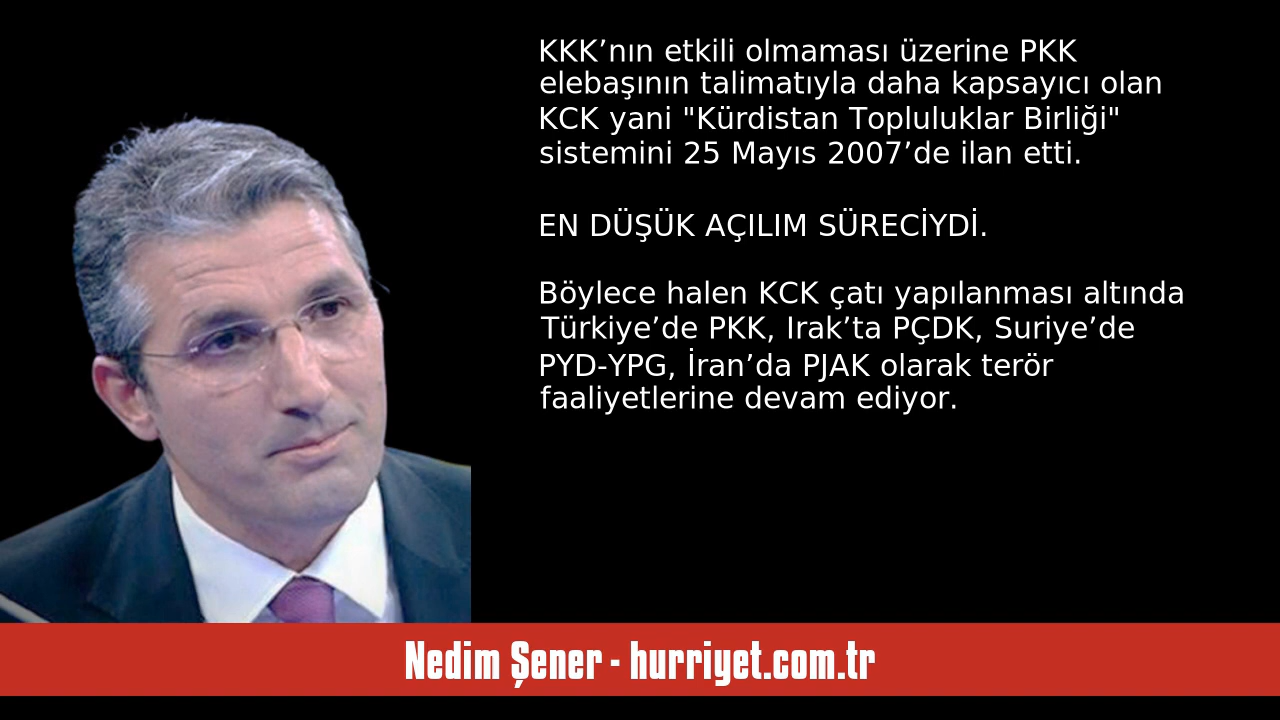 KKK’nın etkili olmaması üzerine PKK
elebaşının talimatıyla daha kapsayıcı olan
KCK yani "Kürdistan Topluluklar Birliği"
sistemini 25 Mayıs 2007’de ilan etti.
EN DÜŞÜK AÇILIM SÜRECİYDİ.
Böylece halen KCK çatı yapılanması altında
Türkiye’de PKK, Irak’ta PÇDK, Suriye’de
PYD-YPG, İran’da PJAK olarak terör
faaliyetlerine devam ediyor.
Nedim Şener - hurriyet.com.tr